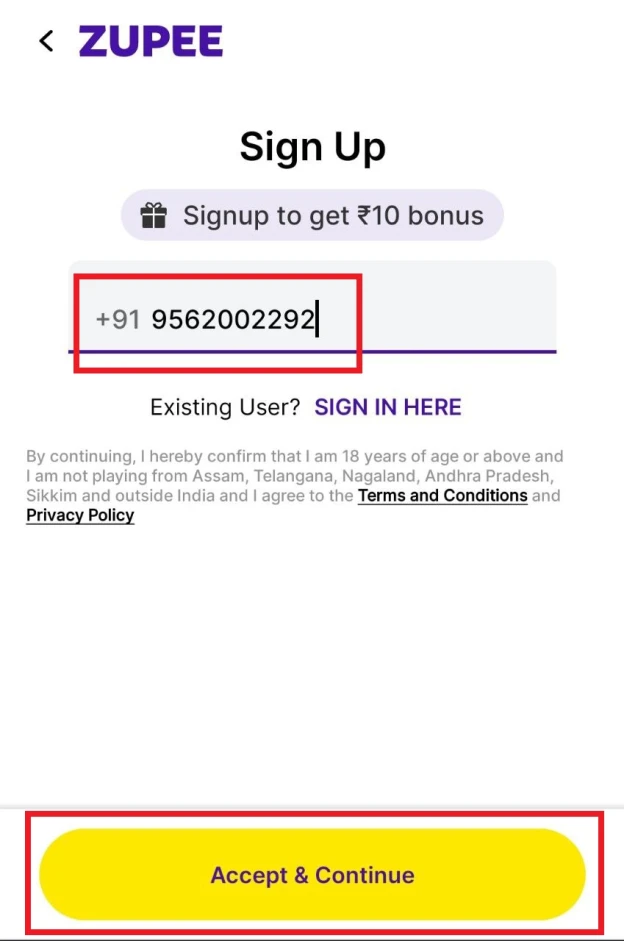 ZUPEE
Sign Up
Signup to get ₹10 bonus
+91 9562002292
Existing User? SIGN IN HERE
By continuing, I hereby confirm that I am 18 years of age or above and
I am not playing from Assam, Telangana, Nagaland, Andhra Pradesh,
Sikkim and outside India and I agree to the Terms and Conditions and
Privacy Policy
Accept & Continue